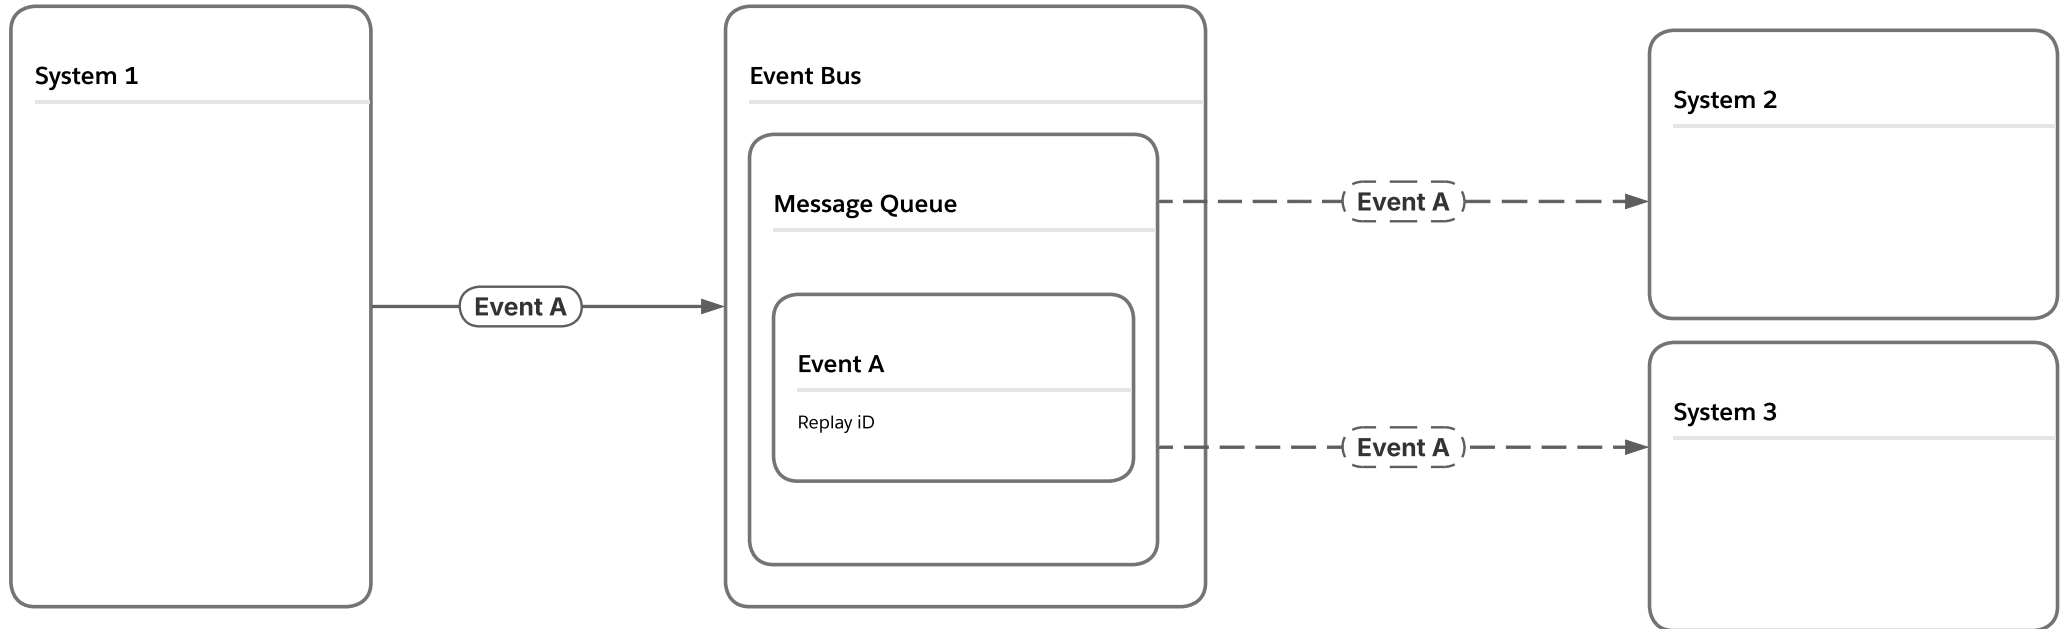 System 1
Event A
Event Bus
Message Queue
Event A
Replay iD
Event A
Event A
System 2
System 3